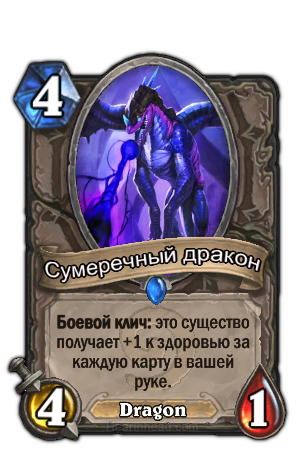 4
Сумеречный дракон
Боевой клич: это существо
получает +1 к здоровью за
каждую карту в вашей
руке.
4
Dragon
1